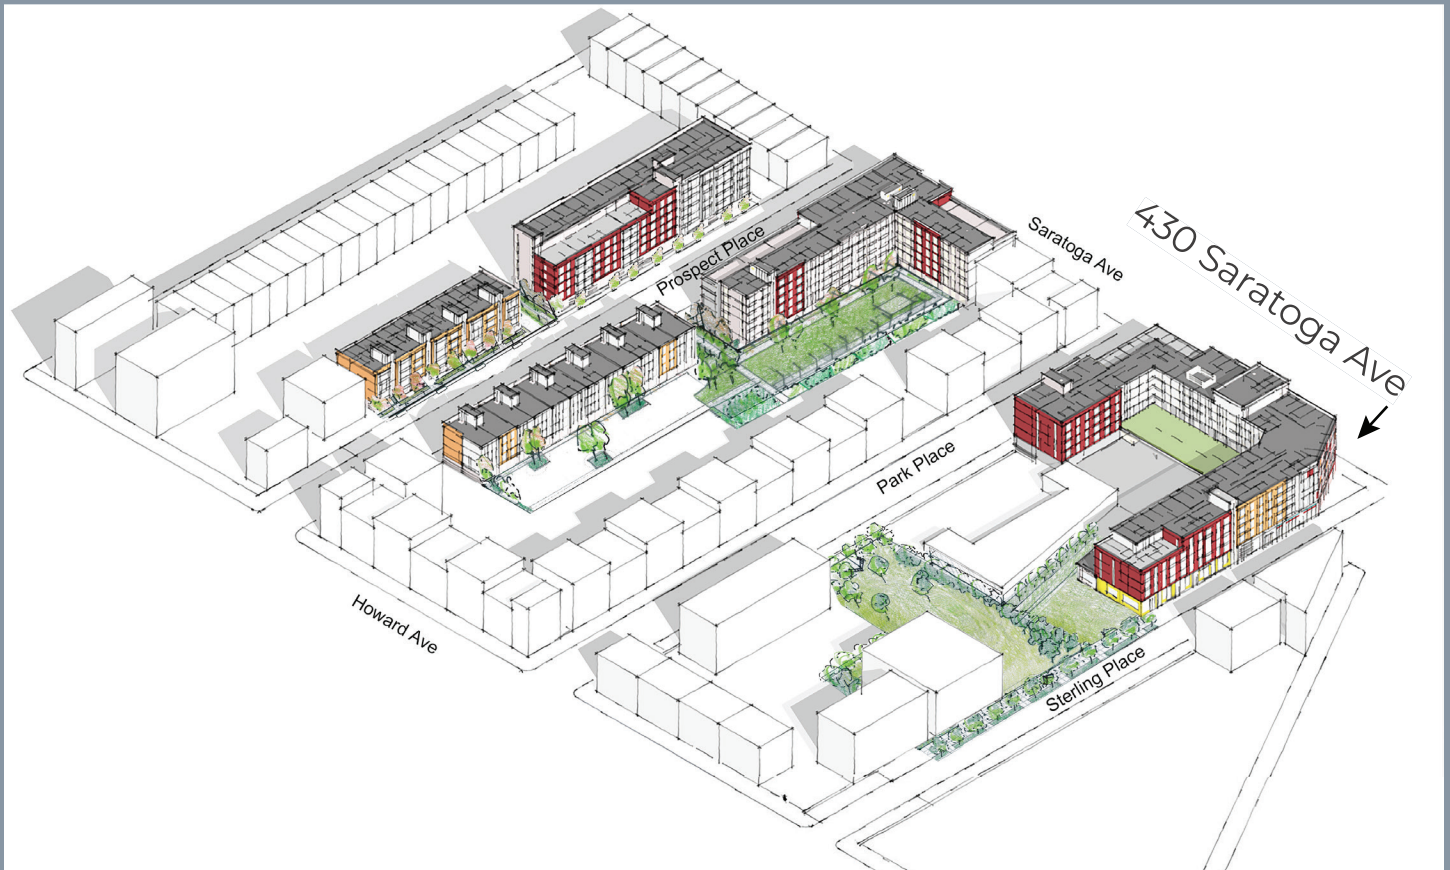 Saratoga Ave
430 Saratoga Ave
Prospect Place
Park Place
Howard Ave
Sterling Place